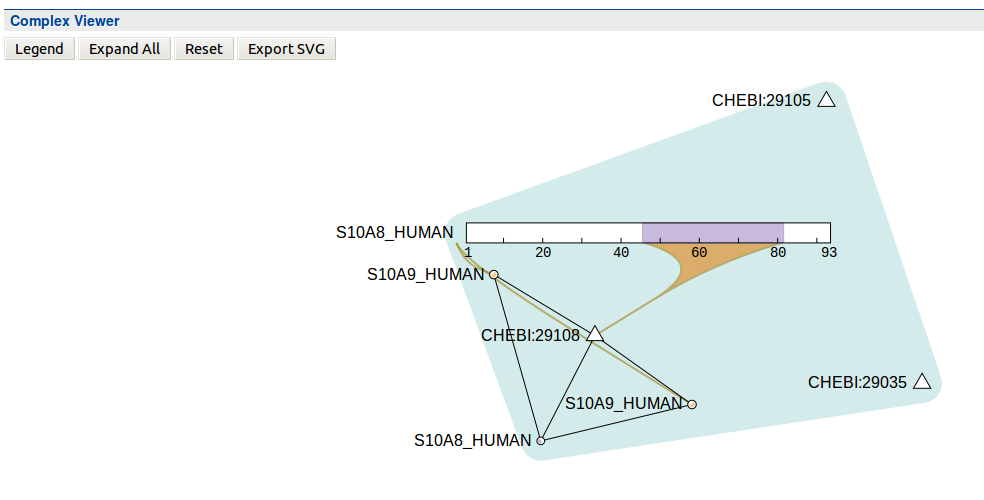 Complex Viewer
Legend Expand All Reset Export SVG
CHEBI:29105
S10A8_HUMAN
1 20 40 60 80 93
S10A9_HUMAN
CHEBI:29108
CHEBI:29035
S10A9_HUMAN
S10A8_HUMAN